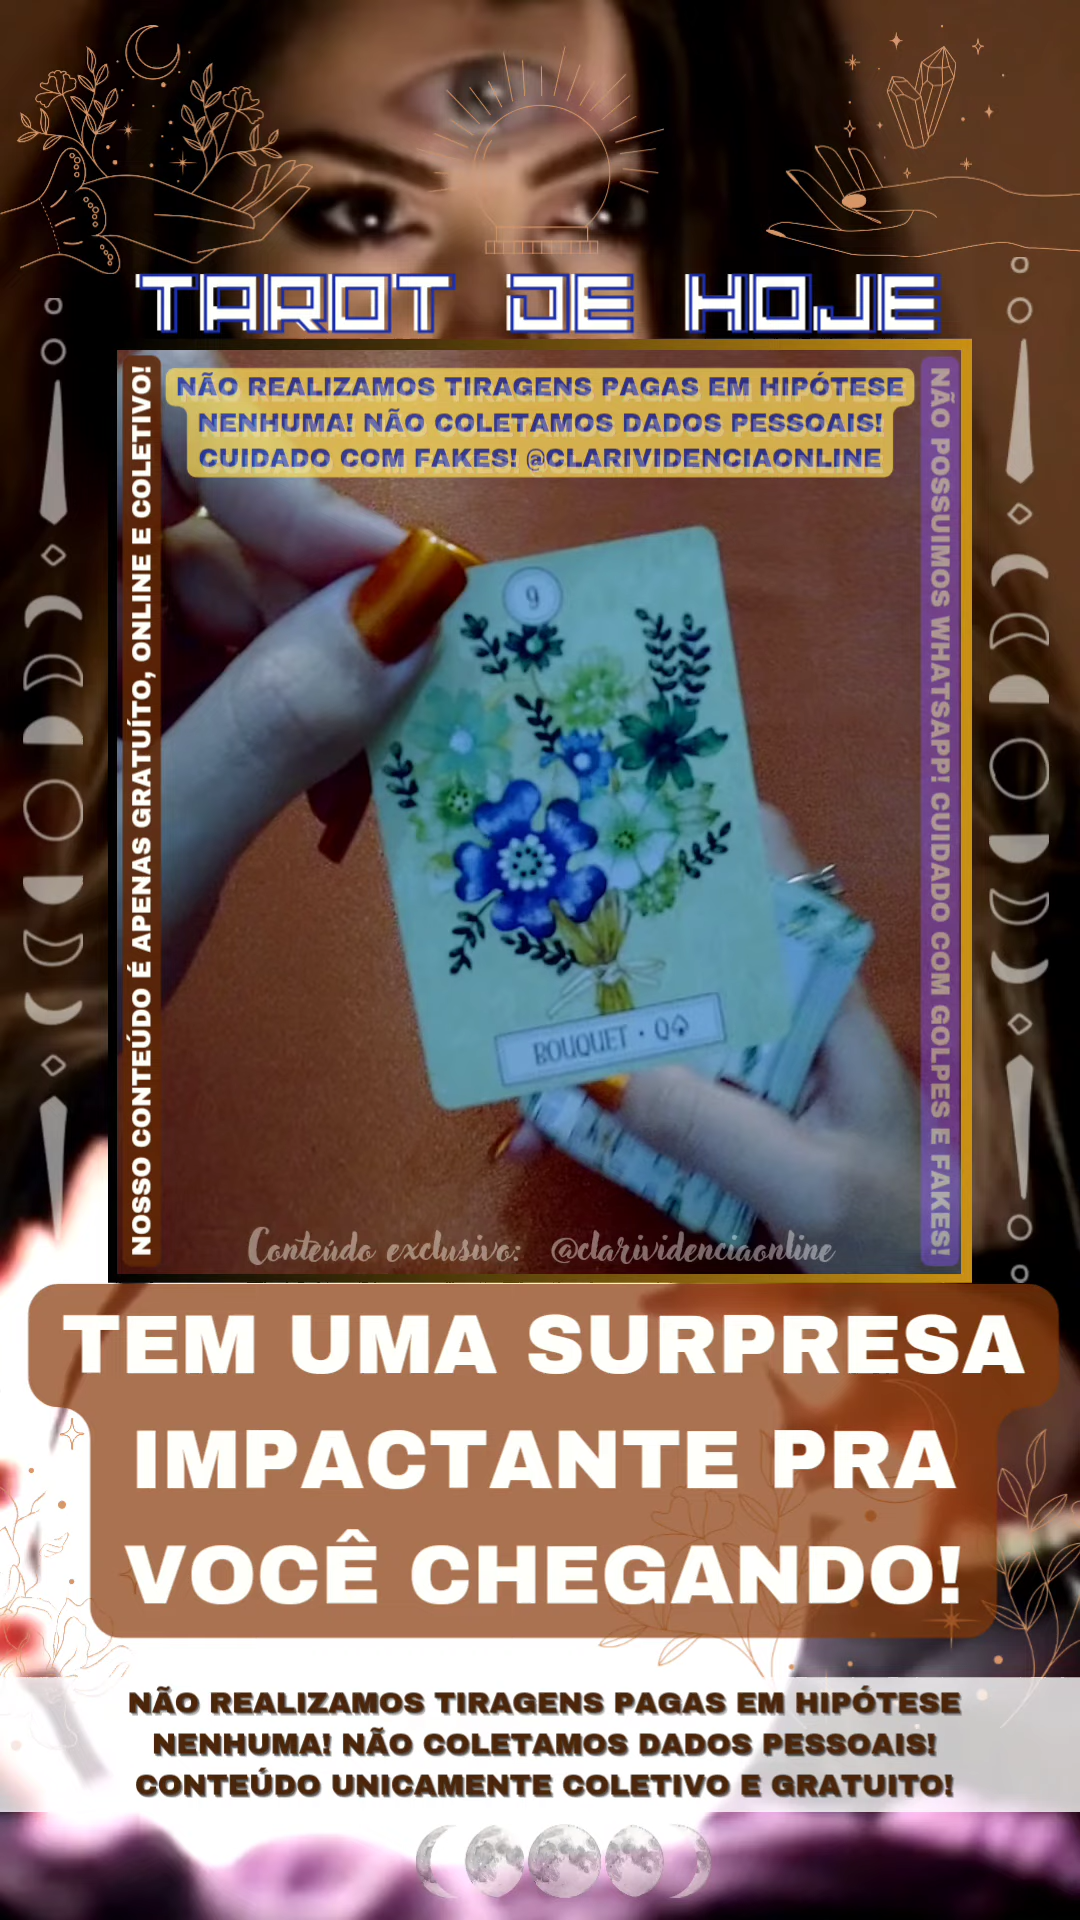 TAROT DE HOJE
NÃO REALIZAMOS TIRAGENS PAGAS EM HIPÓTESE
NENHUMA! NÃO COLETAMOS DADOS PESSOAIS!
CUIDADO COM FAKES! @CLARIVIDENCIAONLINE
NOSSO CONTEÚDO É APENAS GRATUÍTO, ONLINE E COLETIVO!
NÃO POSSUIMOS WHATSAPP! CUIDADO COM GOLPES E FAKES!
9
BOUQUET • Q♤
Conteúdo exclusivo: @clarividenciaonline
TEM UMA SURPRESA
IMPACTANTE PRA
VOCÊ CHEGANDO!
NÃO REALIZAMOS TIRAGENS PAGAS EM HIPÓTESE
NENHUMA! NÃO COLETAMOS DADOS PESSOAIS!
CONTEÚDO UNICAMENTE COLETIVO E GRATUITO!